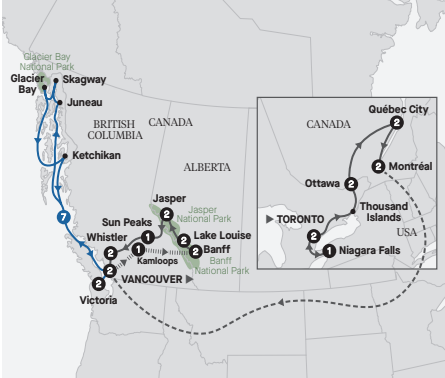 Glacier Bay
National Park
Glacier
Bay
Skagway
Juneau
BRITISH
COLUMBIA
CANADA
Ketchikan
ALBERTA
7
Jasper
2
Jasper
National Park
Sun Peaks
1
Lake Louise
2
Whistler
2
1
Kamloops
2
Banff
Banff
National Park
2
VANCOUVER
2
Victoria
Québec City
2
CANADA
2
Montréal
Ottawa
2
Thousand
Islands
TORONTO
2
USA
1
Niagara Falls